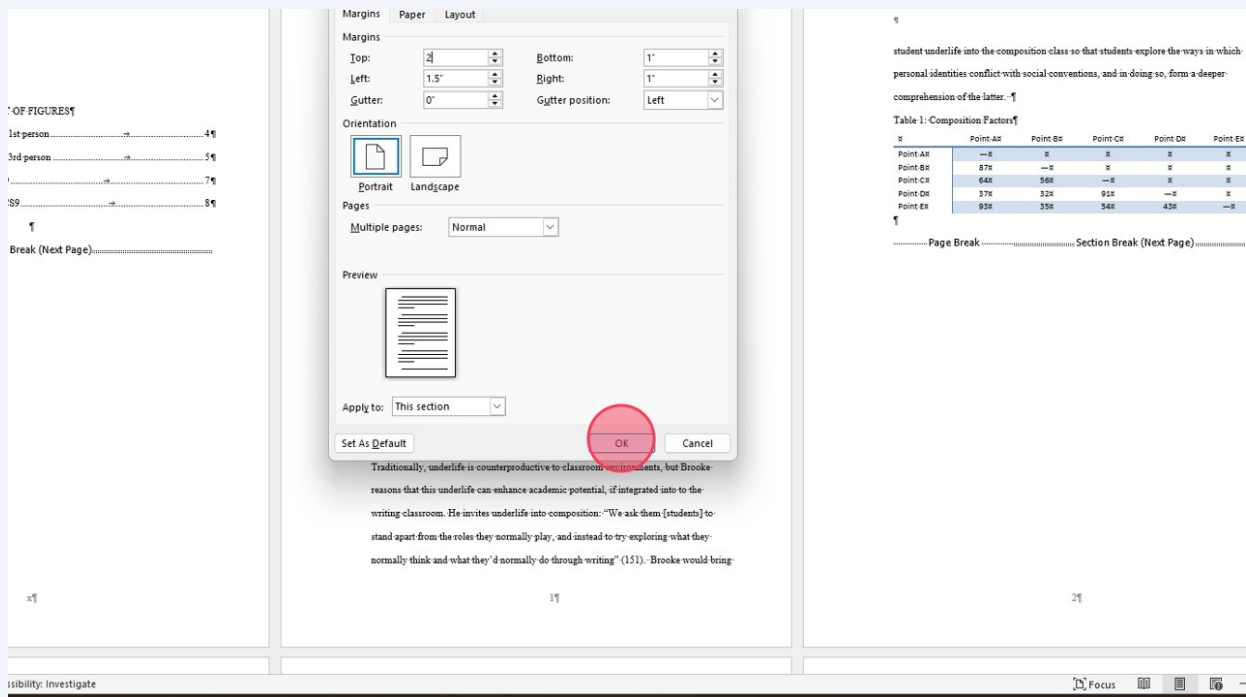 Margins Paper Layout
Margins
Top: 2 Bottom: 1"
Left: 1.5" Right: 1"
Gutter: 0" Gutter position: Left
Orientation
Portrait Landscape
Pages
Multiple pages: Normal
Preview
Apply to: This section
Set As Default OK Cancel
OF·FIGURES¶
1st·person → 4¶
3rd·person → 5¶
→ 7¶
S9 → 8¶
¶
Break (Next Page)
x¶
Traditionally,·underlife·is·counterproductive·to·classroom·environments,·but·Brooke·
reasons·that·this·underlife·can·enhance·academic·potential,·if·integrated·into·to·the·
writing·classroom.·He·invites·underlife·into·composition:·“We·ask·them·[students]·to·
stand·apart·from·the·roles·they·normally·play,·and·instead·to·try·exploring·what·they·
normally·think·and·what·they’d·normally·do·through·writing”·(151).··Brooke·would·bring·
1¶
¶
student·underlife·into·the·composition·class·so·that·students·explore·the·ways·in·which·
personal·identities·conflict·with·social·conventions,·and·in·doing·so,·form·a·deeper·
comprehension·of·the·latter.··¶
Table·1:·Composition·Factors¶
¤ Point·A¤ Point·B¤ Point·C¤ Point·D¤ Point·E¤
Point·A¤ —¤ ¤ ¤ ¤ ¤
Point·B¤ 87¤ —¤ ¤ ¤ ¤
Point·C¤ 64¤ 56¤ —¤ ¤ ¤
Point·D¤ 37¤ 32¤ 91¤ —¤ ¤
Point·E¤ 93¤ 35¤ 54¤ 43¤ —¤
¶
Page Break Section Break (Next Page)
2¶
ssibility: Investigate Focus